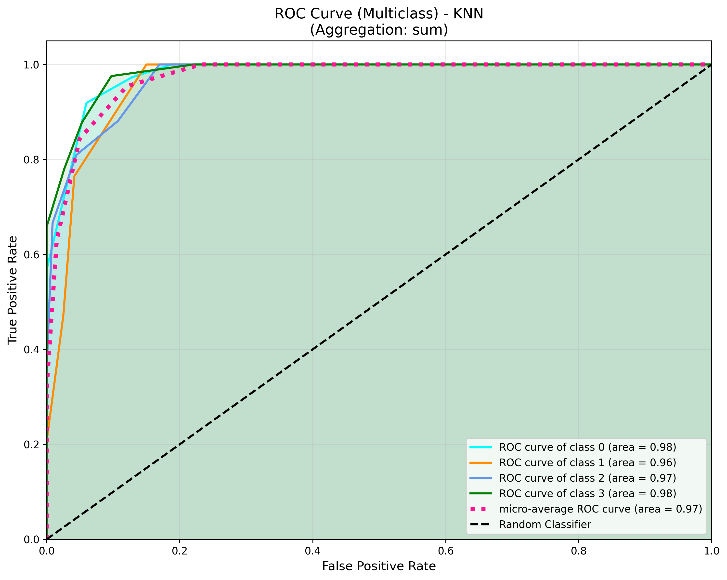 ROC Curve (Multiclass) - KNN
(Aggregation: sum)
True Positive Rate
1.0
0.8
0.6
0.4
0.2
0.0
ROC curve of class 0 (area = 0.98)
ROC curve of class 1 (area = 0.96)
ROC curve of class 2 (area = 0.97)
ROC curve of class 3 (area = 0.98)
micro-average ROC curve (area = 0.97)
Random Classifier
0.0 0.2 0.4 0.6 0.8 1.0
False Positive Rate